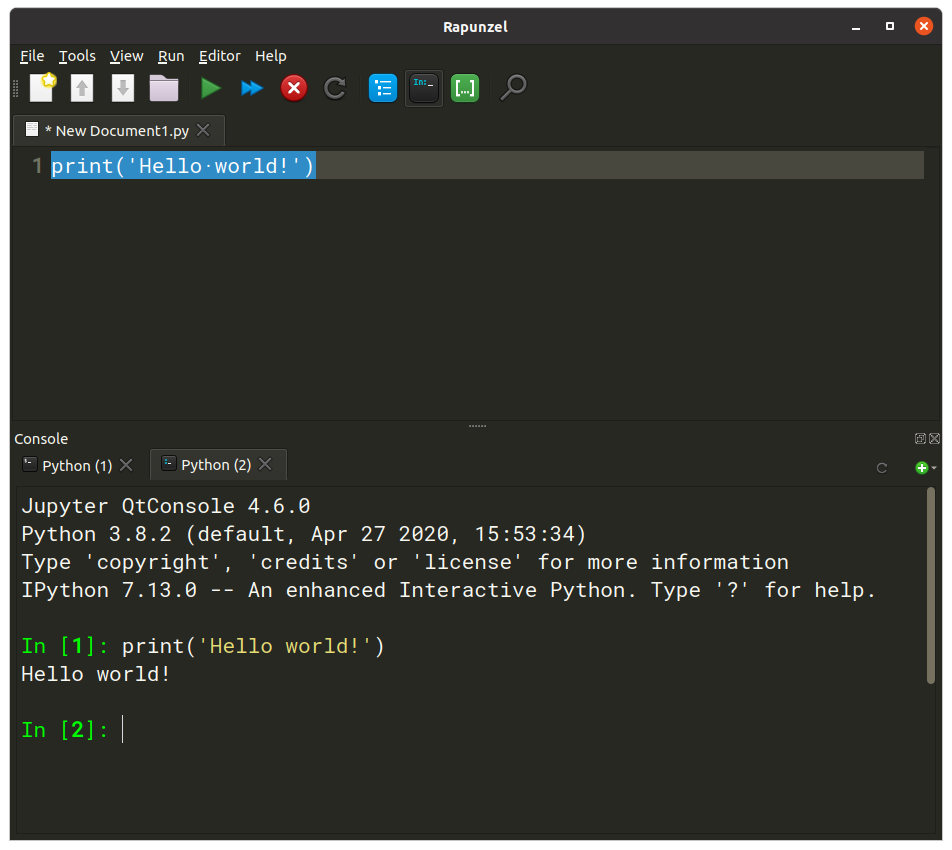 Rapunzel
File Tools View Run Editor Help
In:_ [...]
* New Document1.py
1 print('Hello·world!')
Console
Python (1) Python (2)
Jupyter QtConsole 4.6.0
Python 3.8.2 (default, Apr 27 2020, 15:53:34)
Type 'copyright', 'credits' or 'license' for more information
IPython 7.13.0 -- An enhanced Interactive Python. Type '?' for help.
In [1]: print('Hello world!')
Hello world!
In [2]: